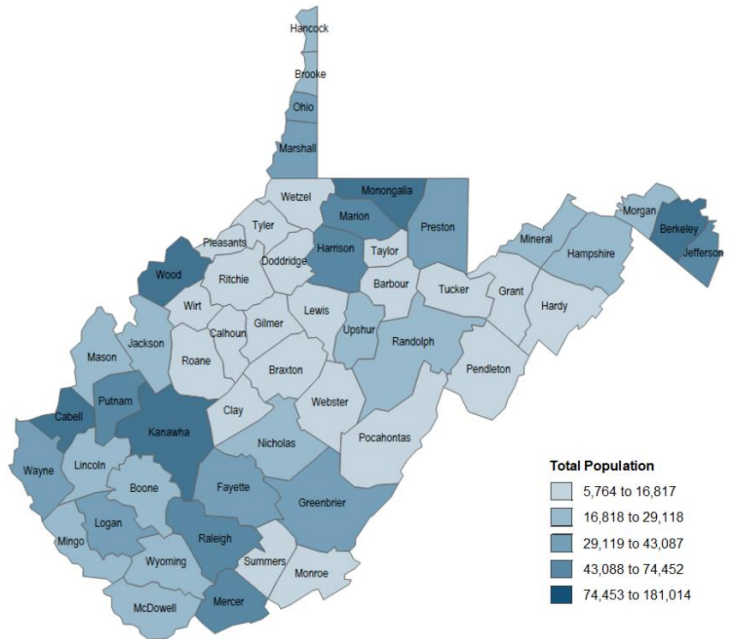 Hancock
Brooke
Ohio
Marshall
Wetzel
Monongalia
Marion
Preston
Tyler
Pleasants
Harrison
Taylor
Doddridge
Wood
Ritchie
Barbour
Tucker
Grant
Mineral
Hampshire
Morgan
Berkeley
Jefferson
Hardy
Wirt
Lewis
Gilmer
Calhoun
Upshur
Randolph
Jackson
Mason
Roane
Braxton
Pendleton
Webster
Clay
Putnam
Cabell
Kanawha
Pocahontas
Nicholas
Wayne
Lincoln
Boone
Fayette
Greenbrier
Logan
Mingo
Raleigh
Wyoming
Summers
Monroe
McDowell
Mercer
Total Population
5,764 to 16,817
16,818 to 29,118
29,119 to 43,087
43,088 to 74,452
74,453 to 181,014